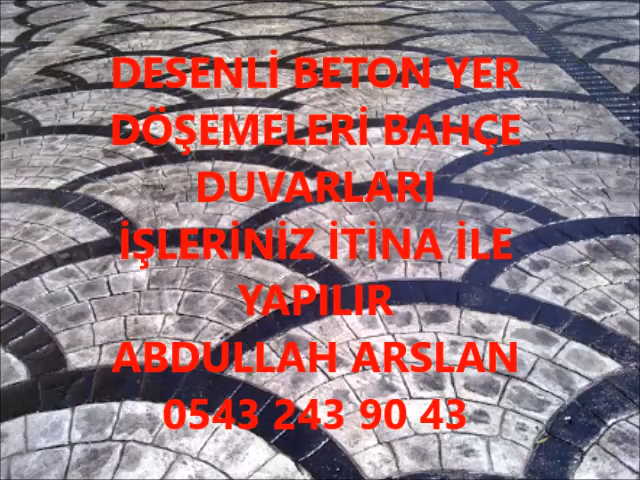 DESENLİ BETON YER
DÖŞEMELERİ BAHÇE
DUVARLARI
İŞLERİNİZ İTİNA İLE
YAPILIR
ABDULLAH ARSLAN
0543 243 90 43